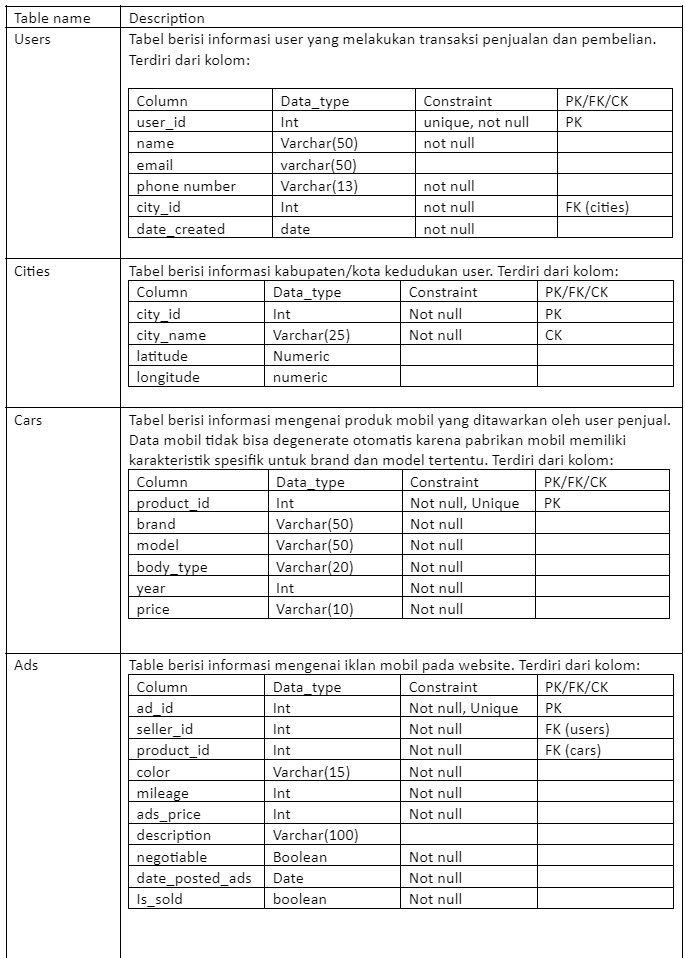 Table name Description
Users Tabel berisi informasi user yang melakukan transaksi penjualan dan pembelian.
Terdiri dari kolom:
Column Data_type Constraint PK/FK/CK
user_id Int unique, not null PK
name Varchar(50) not null
email varchar(50)
phone number Varchar(13) not null
city_id Int not null FK (cities)
date_created date not null
Cities Tabel berisi informasi kabupaten/kota kedudukan user. Terdiri dari kolom:
Column Data_type Constraint PK/FK/CK
city_id Int Not null PK
city_name Varchar(25) Not null CK
latitude Numeric
longitude numeric
Cars Tabel berisi informasi mengenai produk mobil yang ditawarkan oleh user penjual.
Data mobil tidak bisa degenerate otomatis karena pabrikan mobil memiliki
karakteristik spesifik untuk brand dan model tertentu. Terdiri dari kolom:
Column Data_type Constraint PK/FK/CK
product_id Int Not null, Unique PK
brand Varchar(50) Not null
model Varchar(50) Not null
body_type Varchar(20) Not null
year Int Not null
price Varchar(10) Not null
Ads Table berisi informasi mengenai iklan mobil pada website. Terdiri dari kolom:
Column Data_type Constraint PK/FK/CK
ad_id Int Not null, Unique PK
seller_id Int Not null FK (users)
product_id Int Not null FK (cars)
color Varchar(15) Not null
mileage Int Not null
ads_price Int Not null
description Varchar(100)
negotiable Boolean Not null
date_posted_ads Date Not null
Is_sold boolean Not null